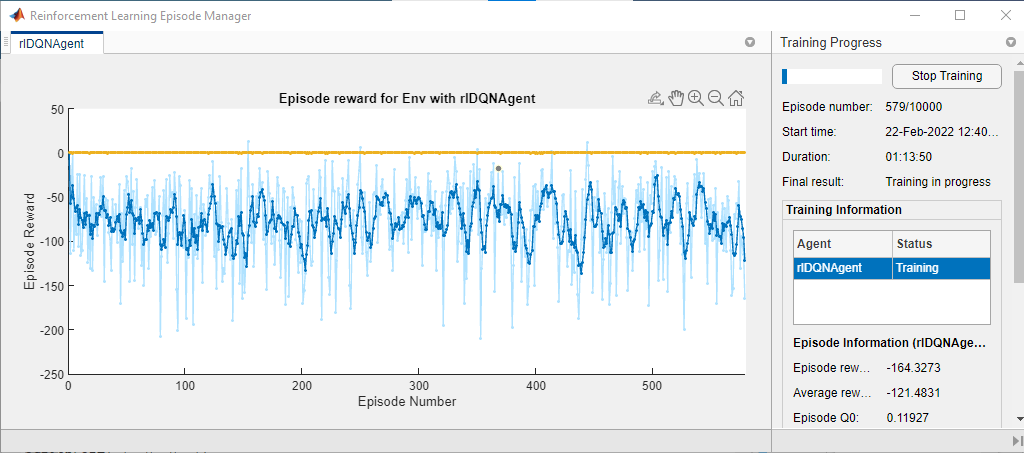 Reinforcement Learning Episode Manager
rlDQNAgent
Training Progress
Episode reward for Env with rlDQNAgent
50
0
-50
-100
-150
-200
-250
0
100
200
300
400
500
Episode Reward
Episode Number
Stop Training
Episode number: 579/10000
Start time: 22-Feb-2022 12:40...
Duration: 01:13:50
Final result: Training in progress
Training Information
Agent Status
rlDQNAgent Training
Episode Information (rlDQNAge...
Episode rew... -164.3273
Average rew... -121.4831
Episode Q0: 0.11927